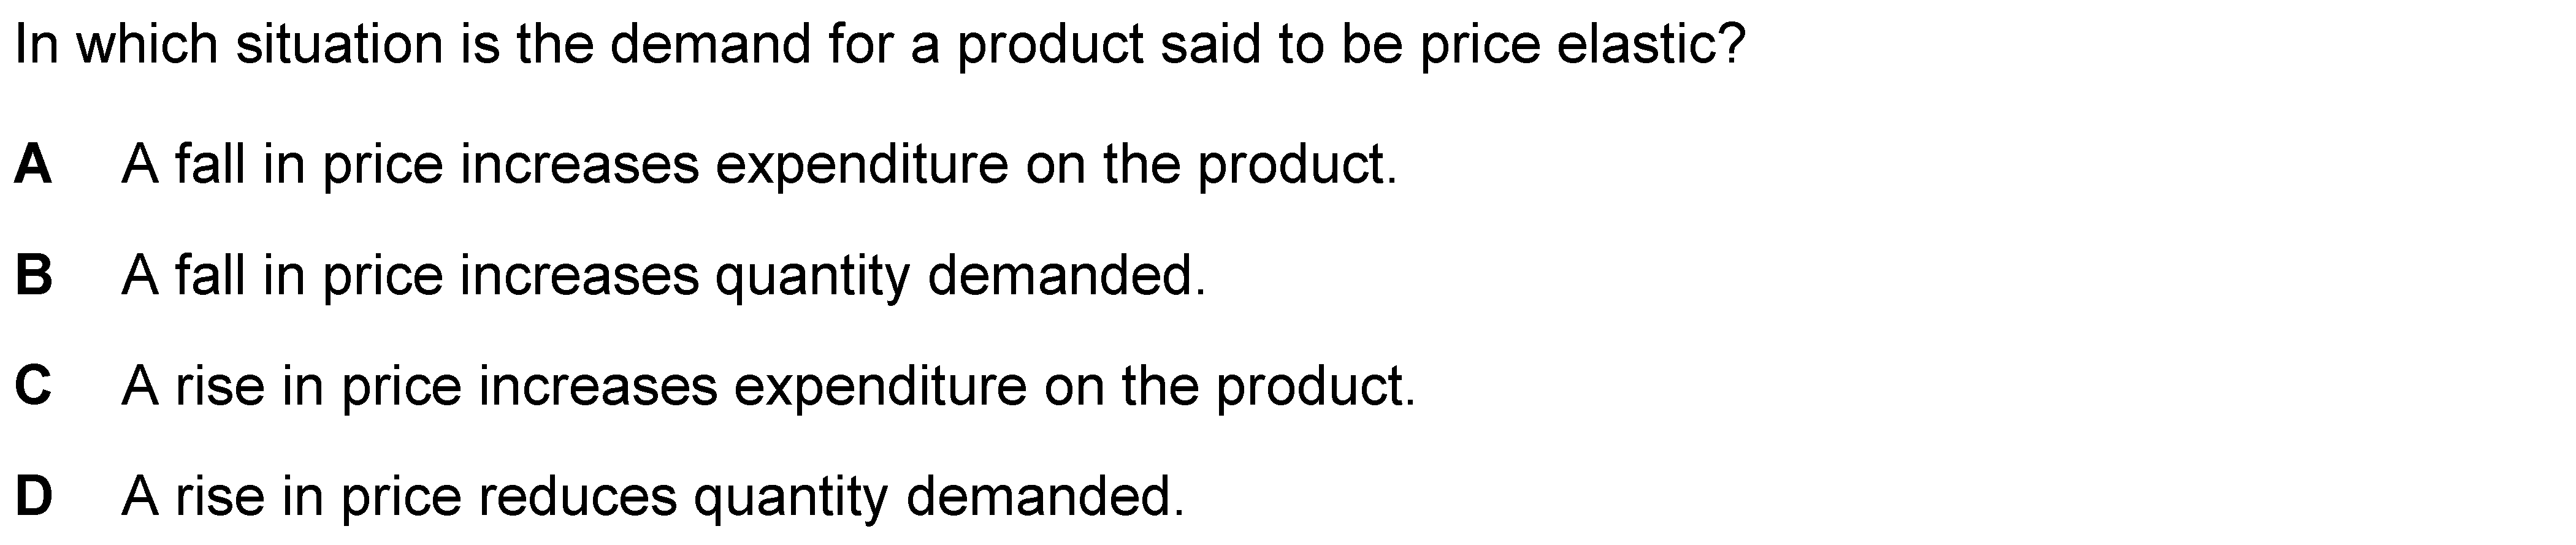 In which situation is the demand for a product said to be price elastic?
A A fall in price increases expenditure on the product.
B A fall in price increases quantity demanded.
C A rise in price increases expenditure on the product.
D A rise in price reduces quantity demanded.